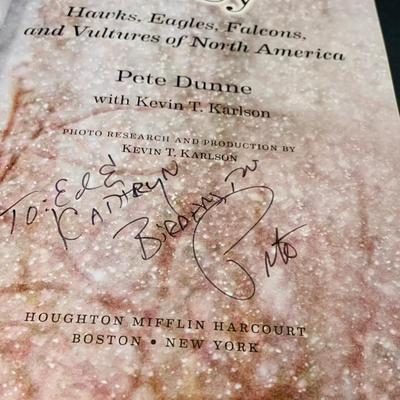 Hawks, Eagles, Falcons,
and Vultures of North America
Pete Dunne
with Kevin T. Karlson
PHOTO RESEARCH AND PRODUCTION BY
KEVIN T. KARLSON
TO: Ed &
KATHRYN
Pete
HOUGHTON MIFFLIN HARCOURT
BOSTON • NEW YORK